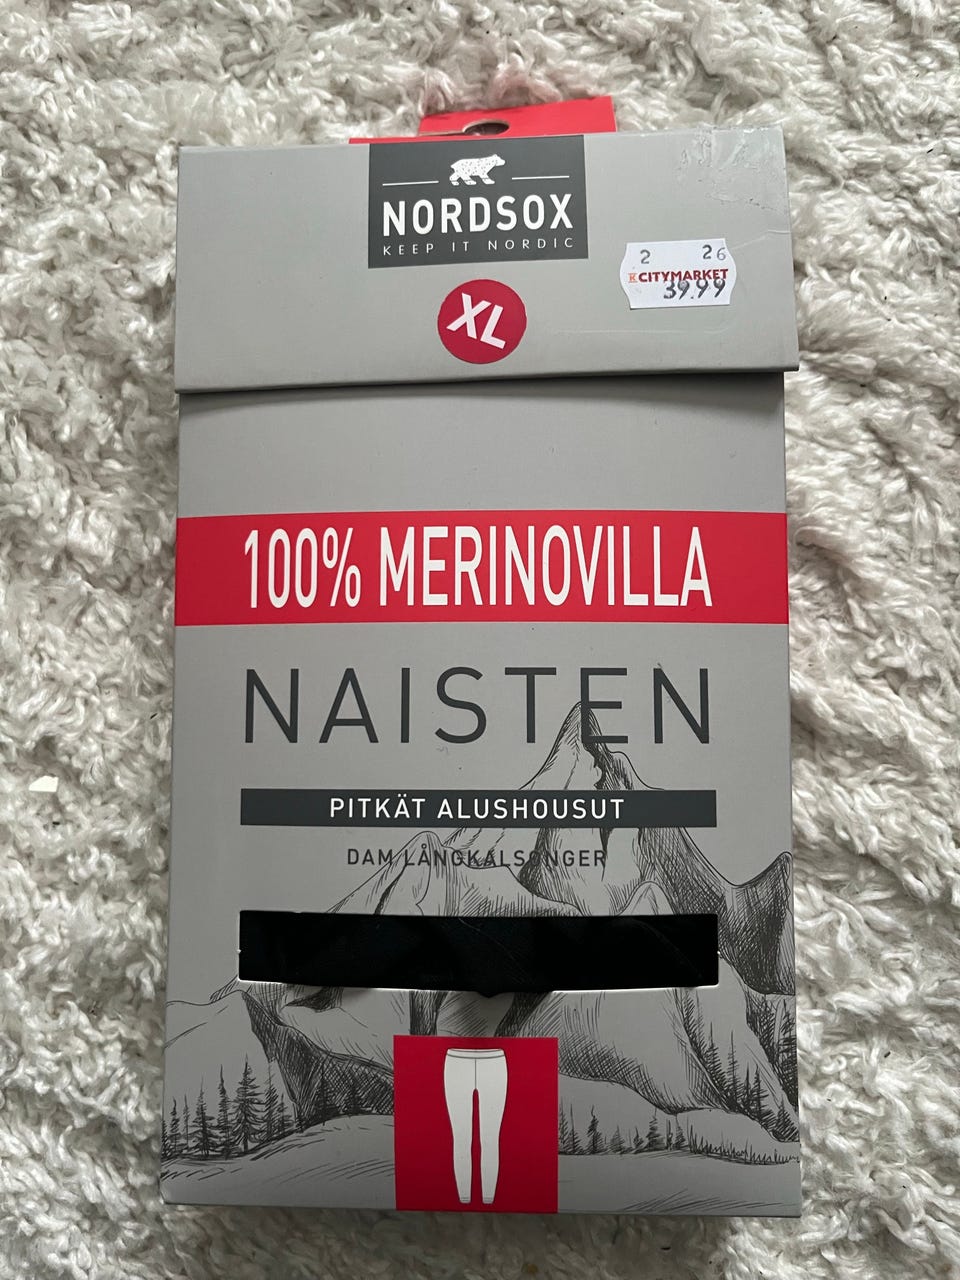 NORDSOX
KEEP IT NORDIC
2 26
K CITYMARKET
39.99
XL
100% MERINOVILLA
NAISTEN
PITKÄT ALUSHOUSUT
DAM LÅNGKALSONGER